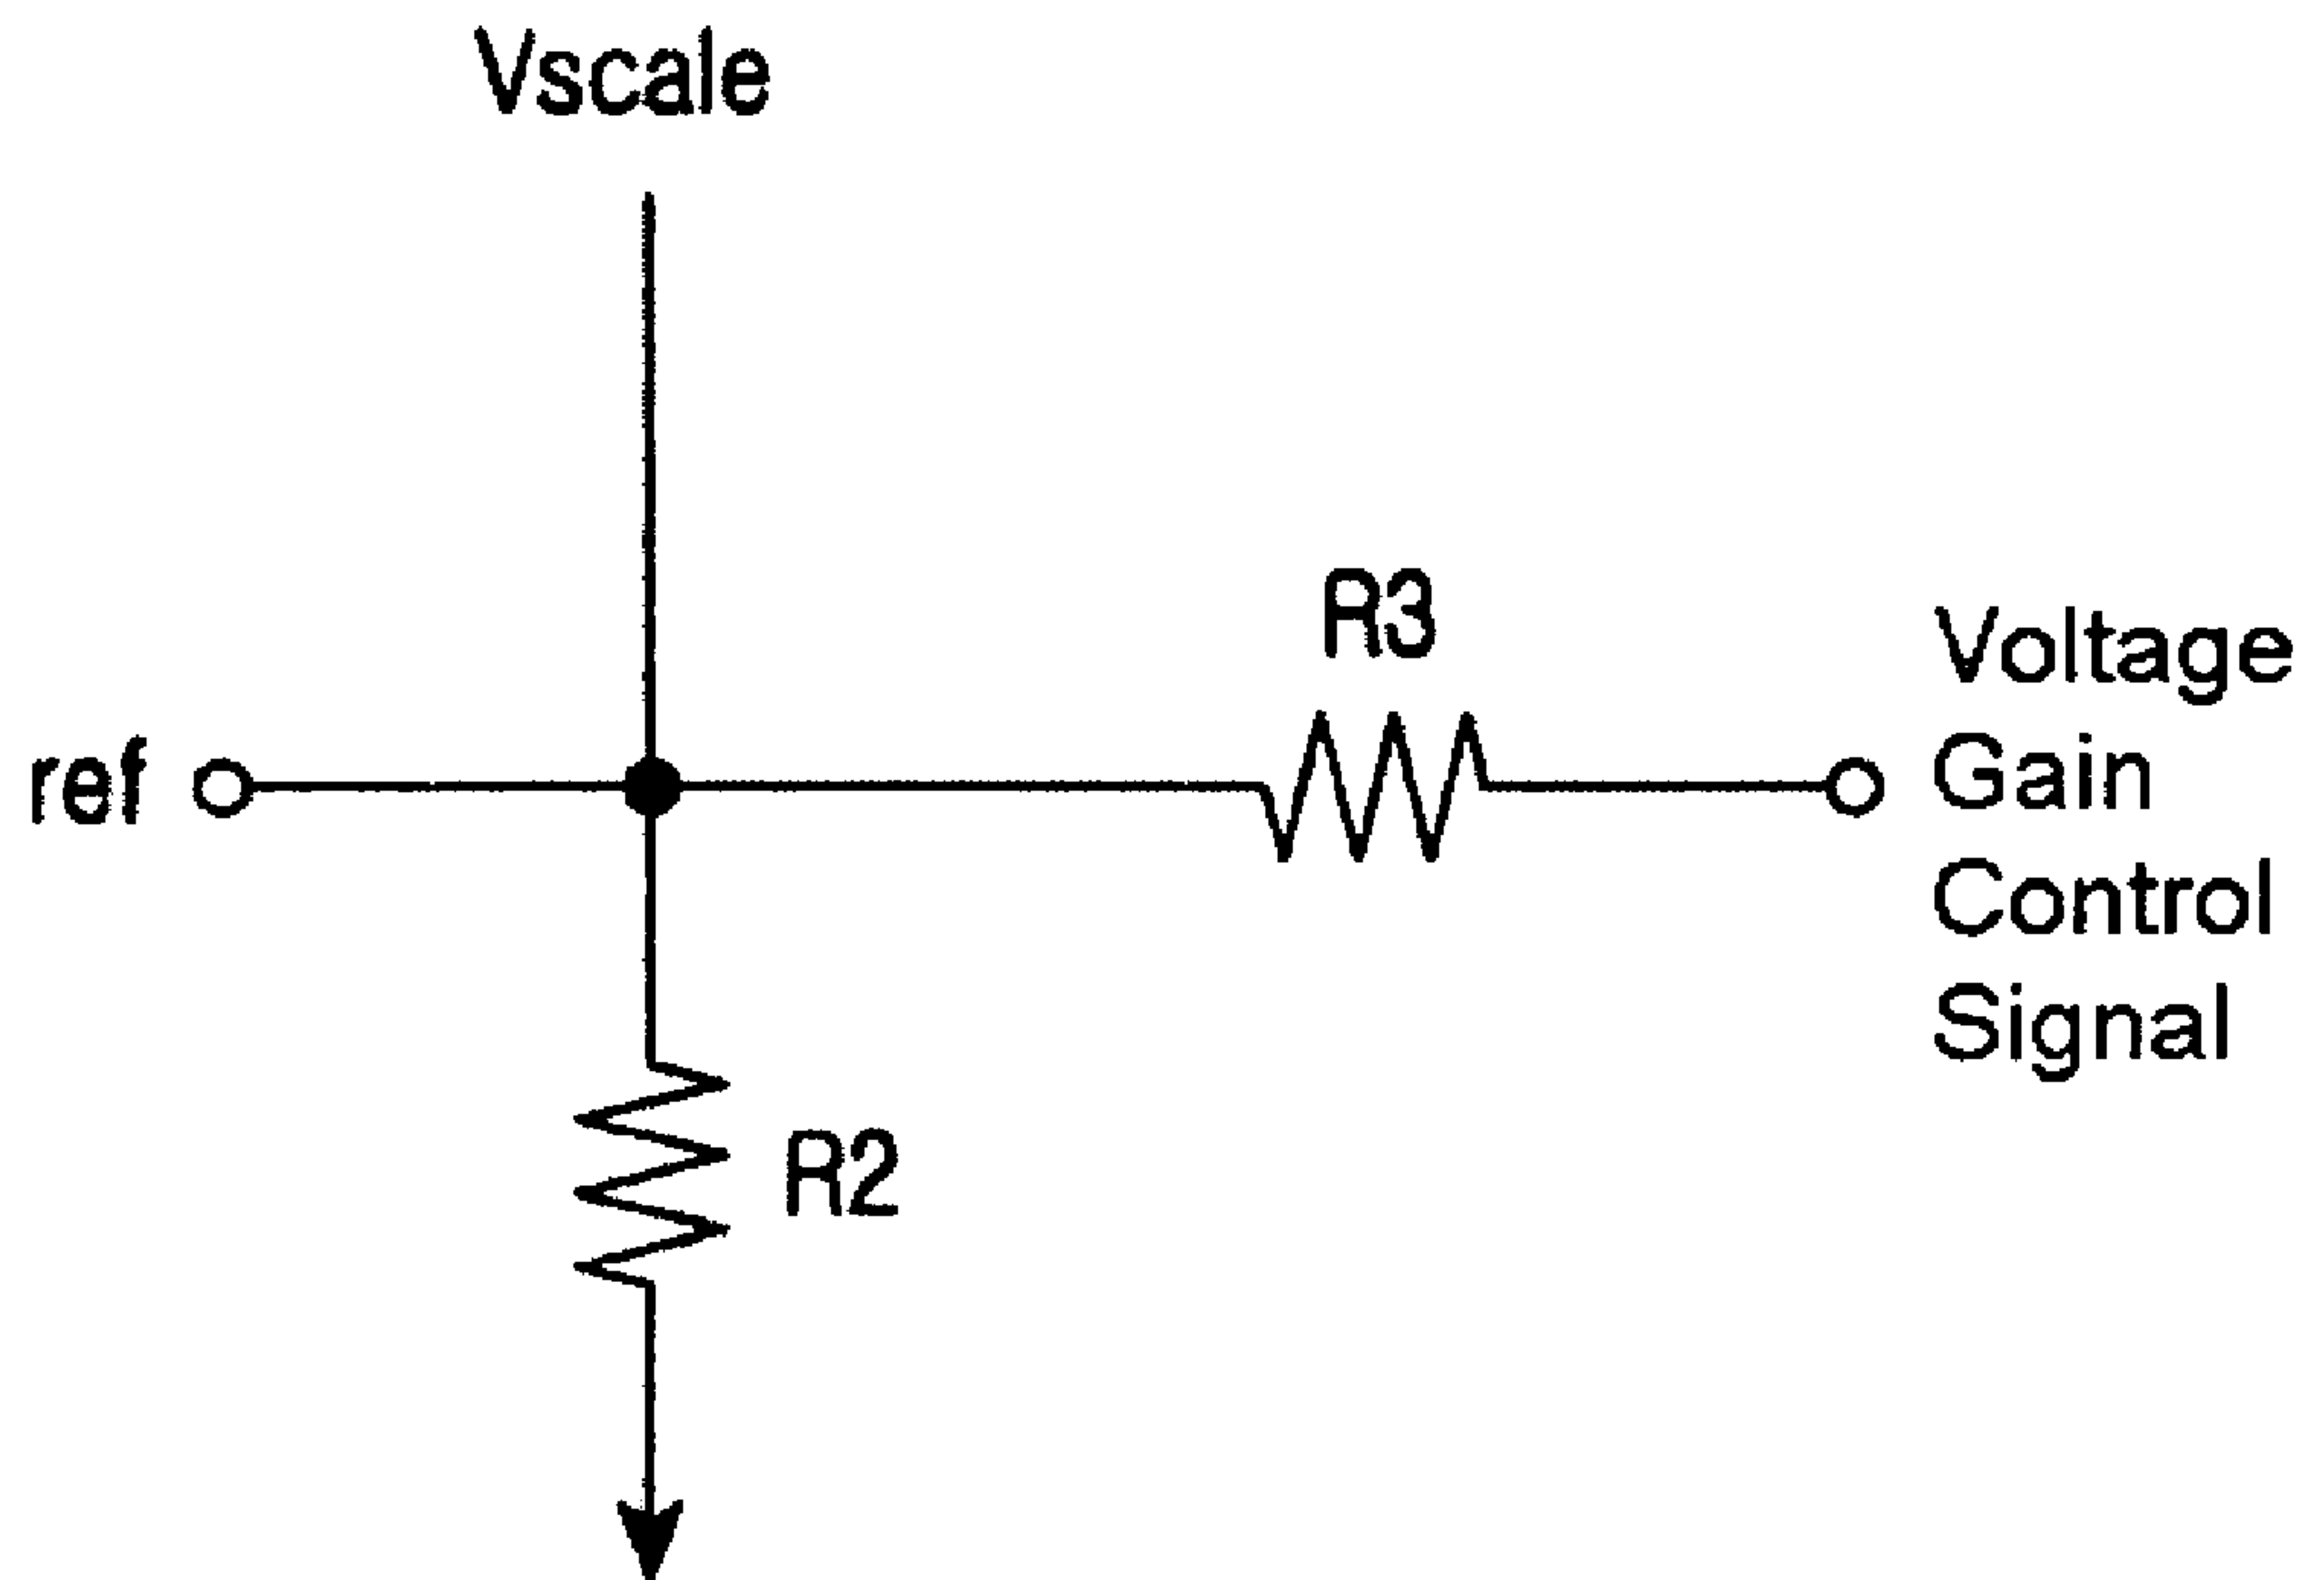 Vscale
R3
ref
Voltage
Gain
Control
Signal
R2